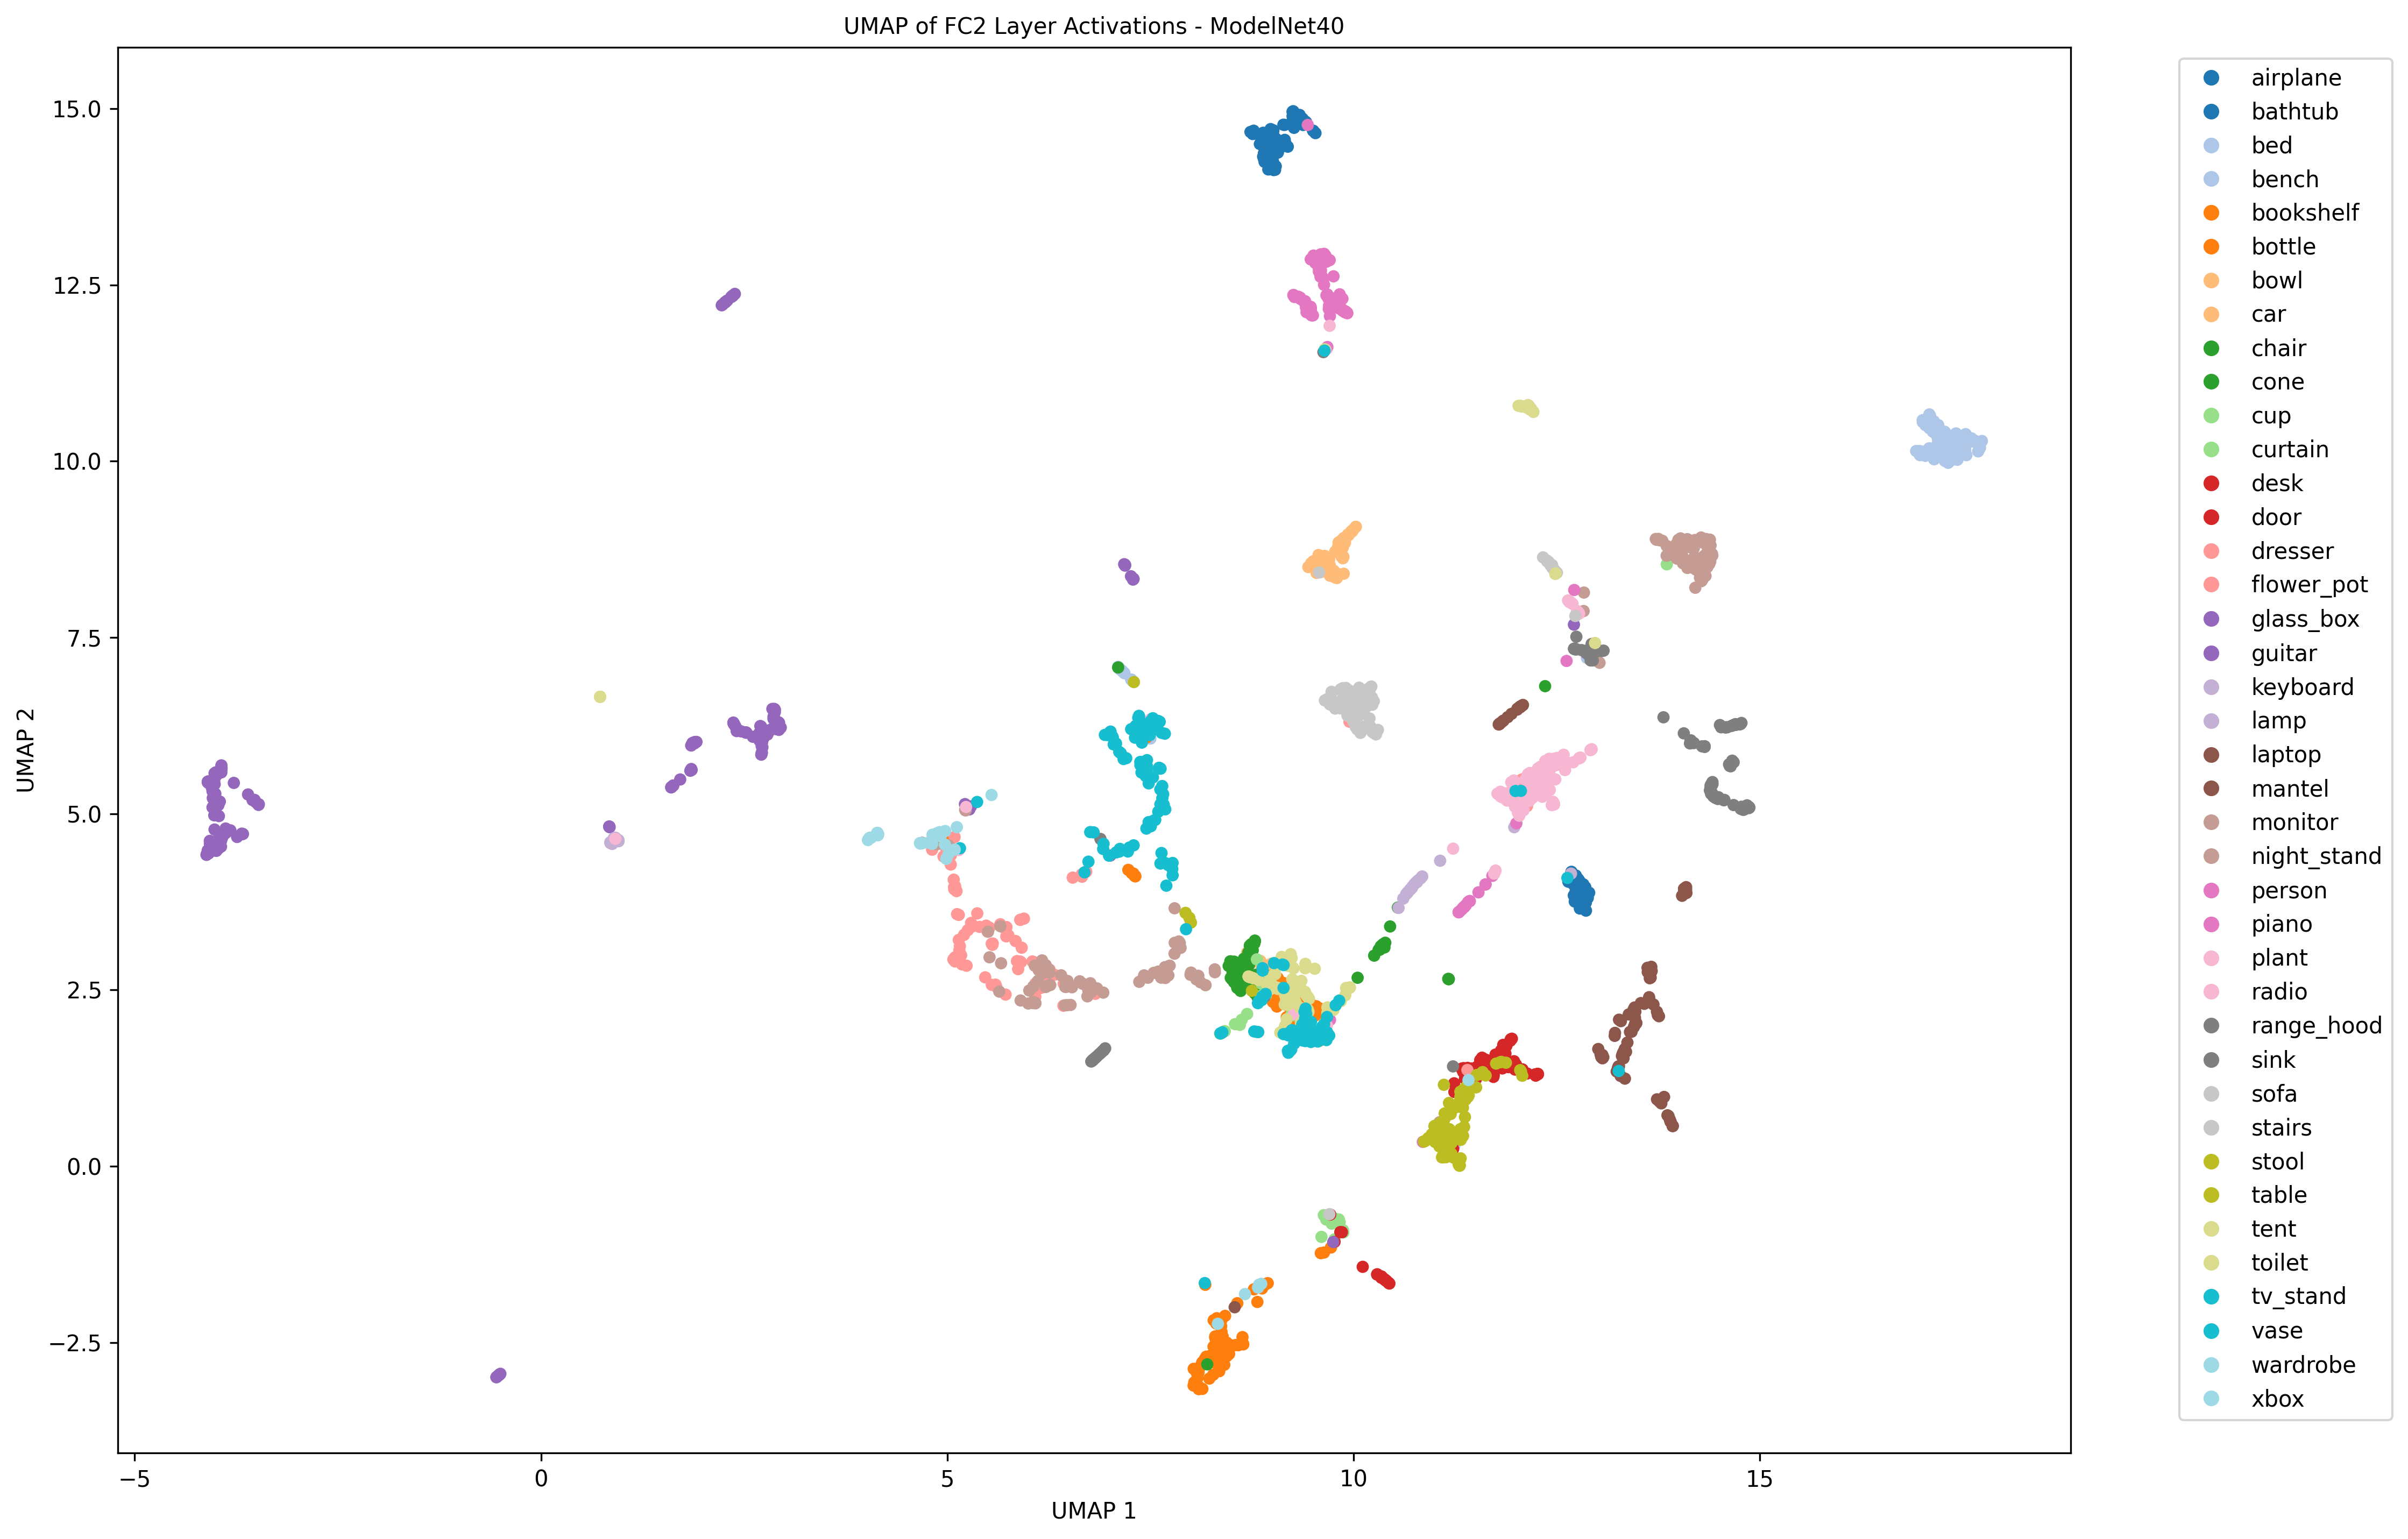 UMAP of FC2 Layer Activations - ModelNet40
15.0
12.5
10.0
7.5
5.0
2.5
0.0
−2.5
UMAP 2
−5
0
5
10
15
UMAP 1
airplane
bathtub
bed
bench
bookshelf
bottle
bowl
car
chair
cone
cup
curtain
desk
door
dresser
flower_pot
glass_box
guitar
keyboard
lamp
laptop
mantel
monitor
night_stand
person
piano
plant
radio
range_hood
sink
sofa
stairs
stool
table
tent
toilet
tv_stand
vase
wardrobe
xbox